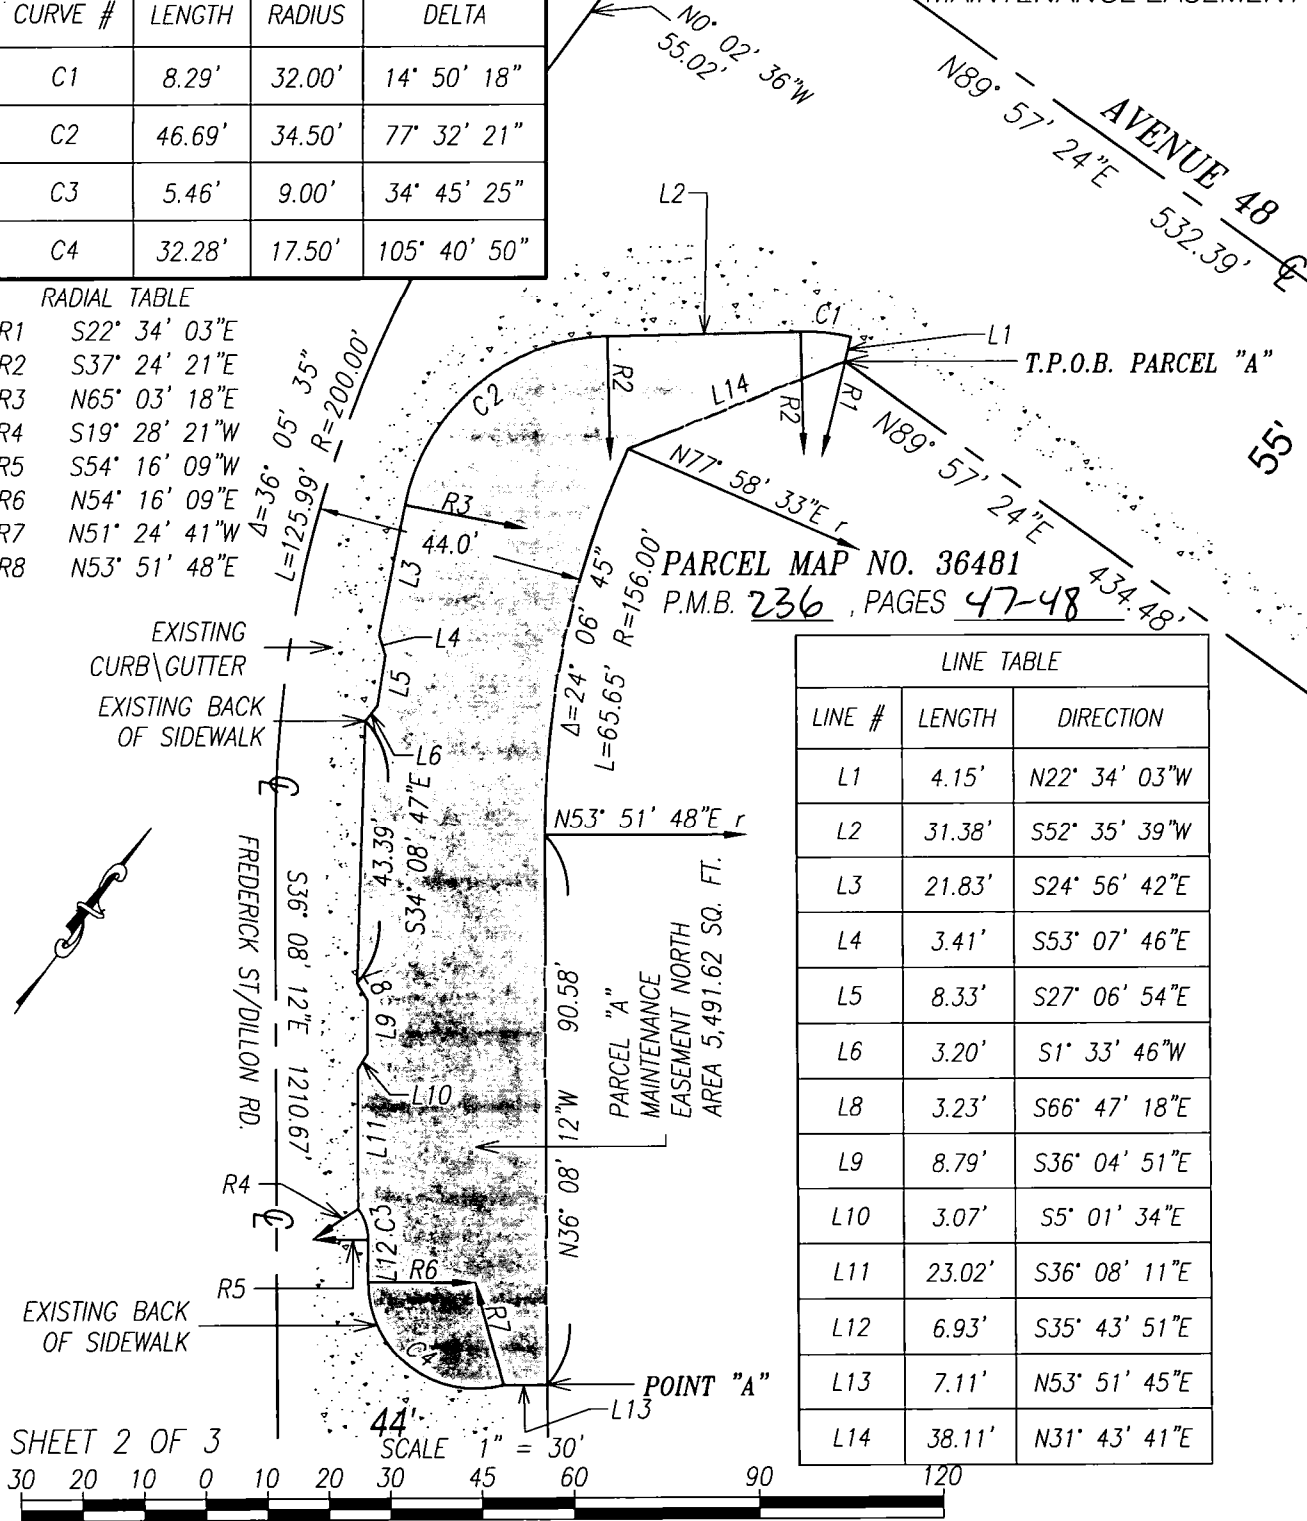 CURVE # LENGTH RADIUS DELTA
C1 8.29' 32.00' 14° 50' 18"
C2 46.69' 34.50' 77° 32' 21"
C3 5.46' 9.00' 34° 45' 25"
C4 32.28' 17.50' 105° 40' 50"
RADIAL TABLE
R1 S22° 34' 03"E
R2 S37° 24' 21"E
R3 N65° 03' 18"E
R4 S19° 28' 21"W
R5 S54° 16' 09"W
R6 N54° 16' 09"E
R7 N51° 24' 41"W
R8 N53° 51' 48"E
N0° 02' 36"W
55.02'
MAINTENANCE EASEMENT
N89° 57' 24"E 532.39'
AVENUE 48
L2
C1
L1
T.P.O.B. PARCEL "A"
C2
R2
L14
R2
R1
N89° 57' 24"E 434.48'
55'
N77° 58' 33"E r
Δ=36° 05' 35"
L=125.99' R=200.00'
R3
44.0'
L3
PARCEL MAP NO. 36481
P.M.B. 236 , PAGES 47-48
Δ=24° 06' 45"
L=65.65' R=156.00'
EXISTING
CURB\GUTTER
L4
L5
EXISTING BACK
OF SIDEWALK
L6
43.39'
S34° 08' 47"E
N53° 51' 48"E r
FREDERICK ST/DILLON RD.
S36° 08' 12"E 1210.67'
8
L9
L10
L11
PARCEL "A"
MAINTENANCE
EASEMENT NORTH
AREA 5,491.62 SQ. FT.
N36° 08' 12"W 90.58'
R4
C3
L12
R5
R6
R7
EXISTING BACK
OF SIDEWALK
C4
POINT "A"
L13
44'
LINE TABLE
LINE # LENGTH DIRECTION
L1 4.15' N22° 34' 03"W
L2 31.38' S52° 35' 39"W
L3 21.83' S24° 56' 42"E
L4 3.41' S53° 07' 46"E
L5 8.33' S27° 06' 54"E
L6 3.20' S1° 33' 46"W
L8 3.23' S66° 47' 18"E
L9 8.79' S36° 04' 51"E
L10 3.07' S5° 01' 34"E
L11 23.02' S36° 08' 11"E
L12 6.93' S35° 43' 51"E
L13 7.11' N53° 51' 45"E
L14 38.11' N31° 43' 41"E
SHEET 2 OF 3
SCALE 1" = 30'
30 20 10 0 10 20 30 45 60 90 120